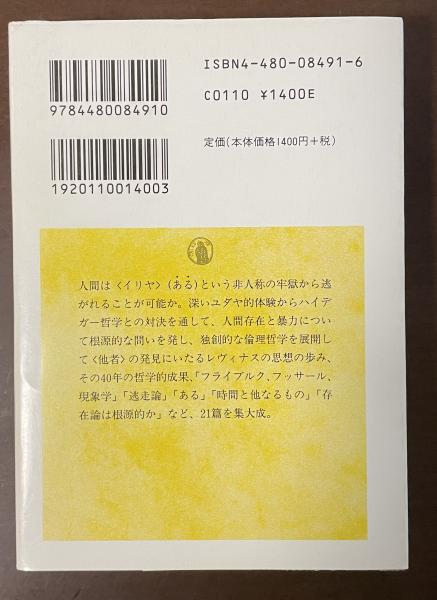 ISBN4-480-08491-6
C0110 ¥1400E
9784480084910
定価(本体価格1400円+税)
1920110014003
人間は〈イリヤ〉(ある)という非人称の牢獄から逃
がれることが可能か。深いユダヤ的体験からハイデ
ガー哲学との対決を通して、人間存在と暴力につい
て根源的な問いを発し、独創的な倫理哲学を展開し
て〈他者〉の発見にいたるレヴィナスの思想の歩み、
その40年の哲学的成果、「フライブルク、フッサール、
現象学」「逃走論」「ある」「時間と他なるもの」「存
在論は根源的か」など、21篇を集大成。